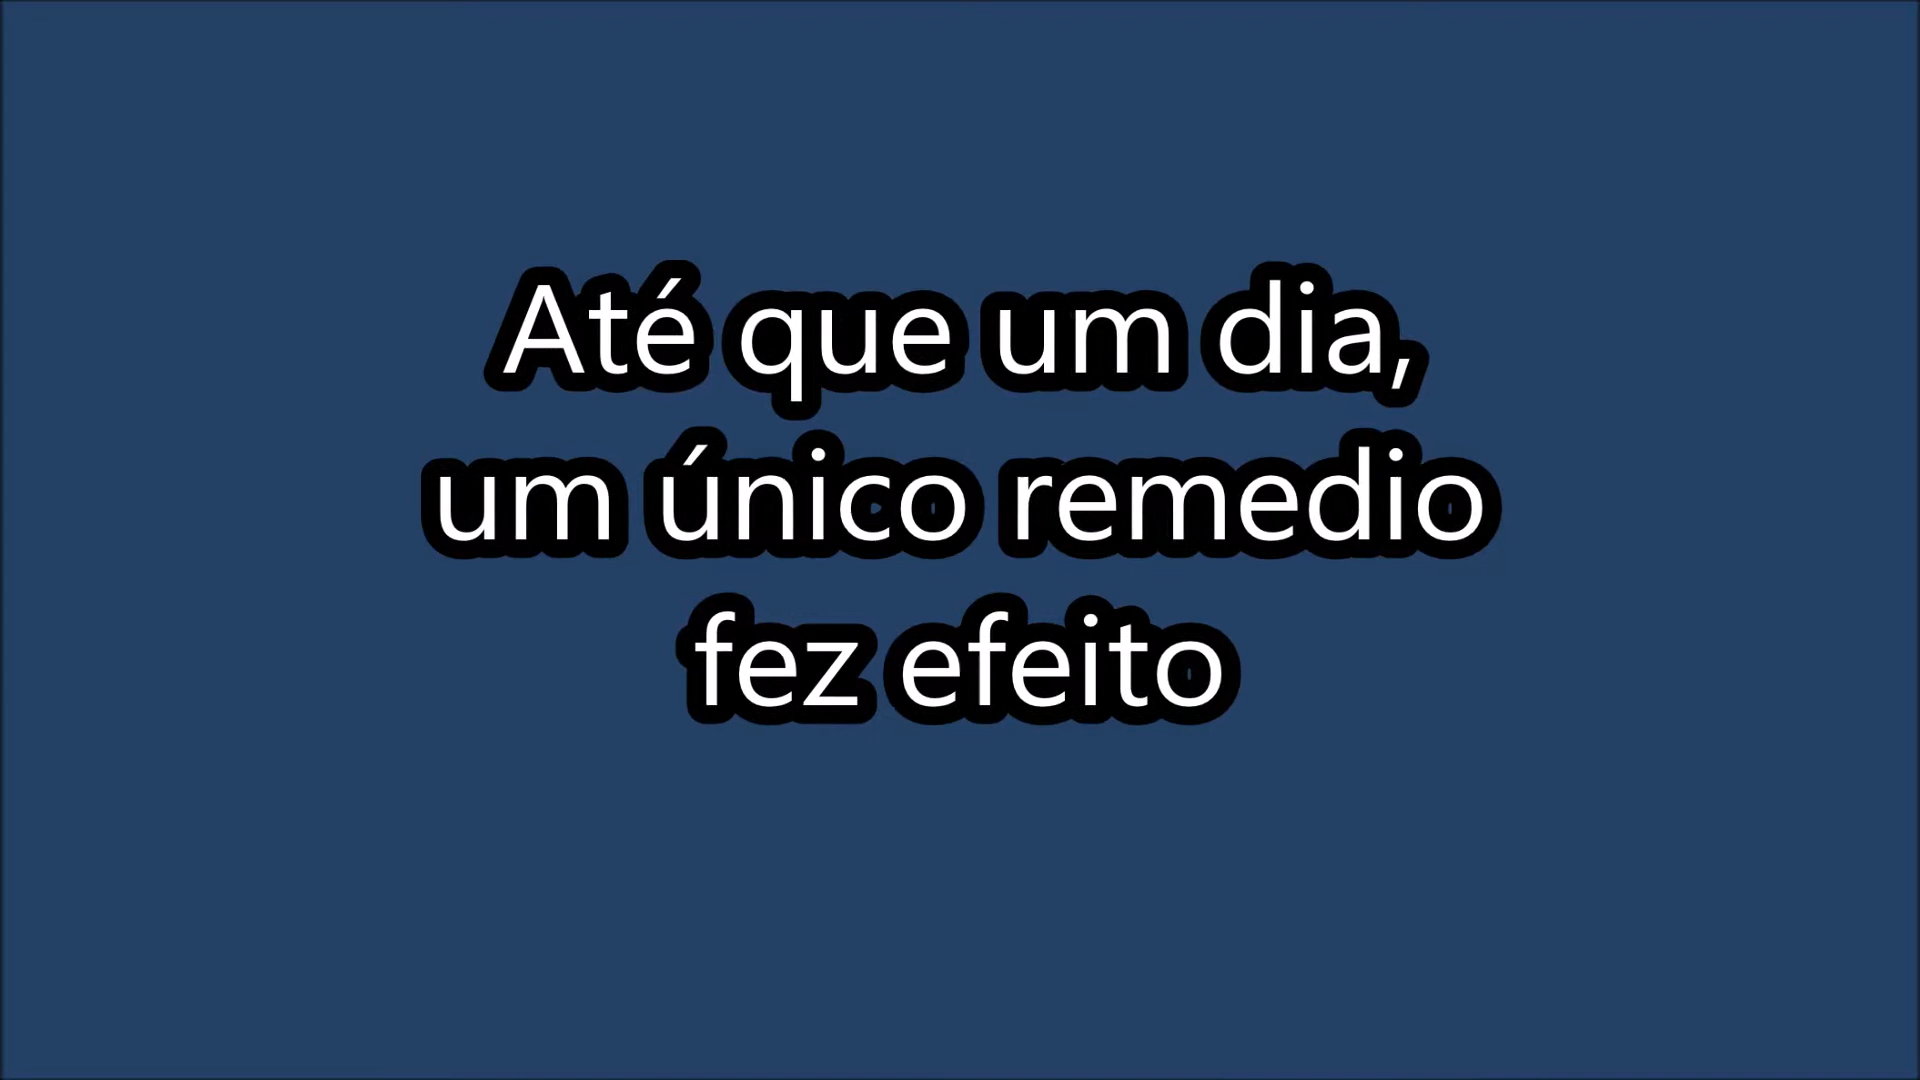 Até que um dia,
um único remedio
fez efeito